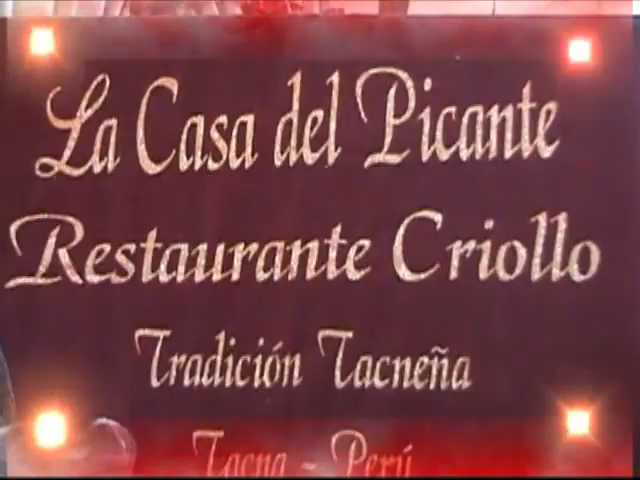 La Casa del Picante
Restaurante Criollo
Tradición Tacneña
Tacna - Perú